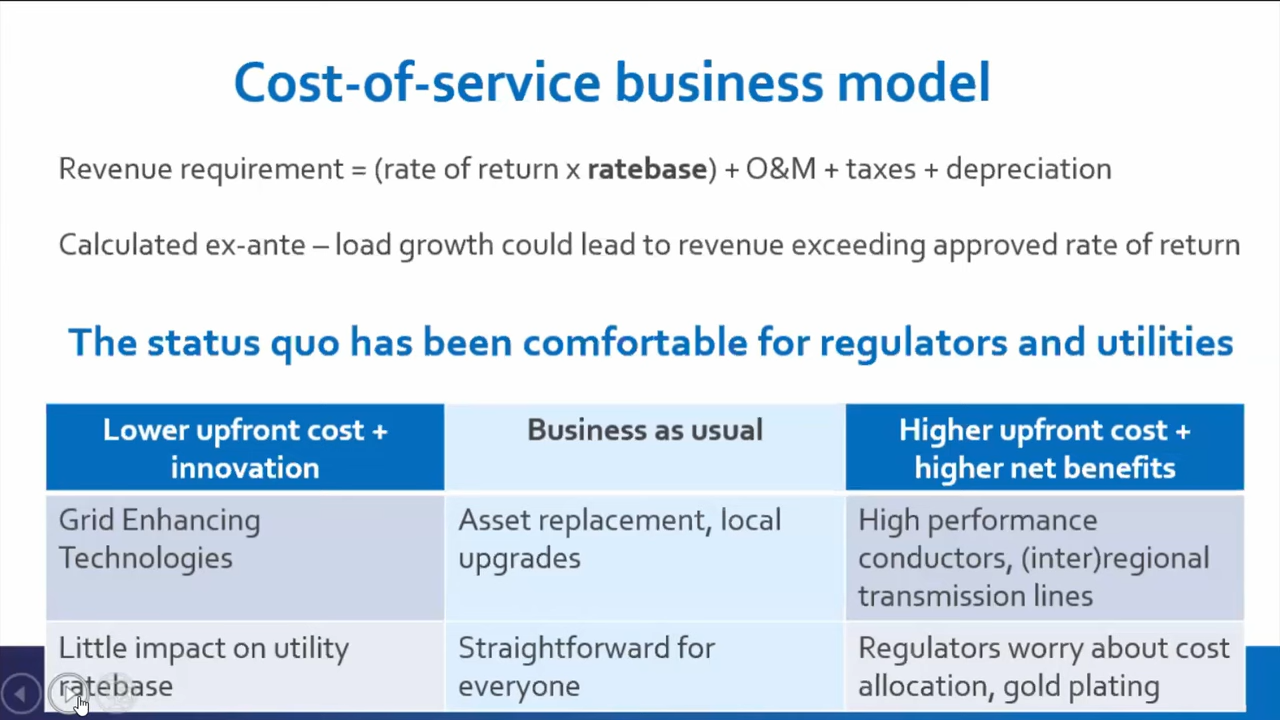 Cost-of-service business model
Revenue requirement = (rate of return x ratebase) + O&M + taxes + depreciation
Calculated ex-ante – load growth could lead to revenue exceeding approved rate of return
The status quo has been comfortable for regulators and utilities
Lower upfront cost +
innovation
Business as usual
Higher upfront cost +
higher net benefits
Grid Enhancing
Technologies
Asset replacement, local
upgrades
High performance
conductors, (inter)regional
transmission lines
Little impact on utility
ratebase
Straightforward for
everyone
Regulators worry about cost
allocation, gold plating